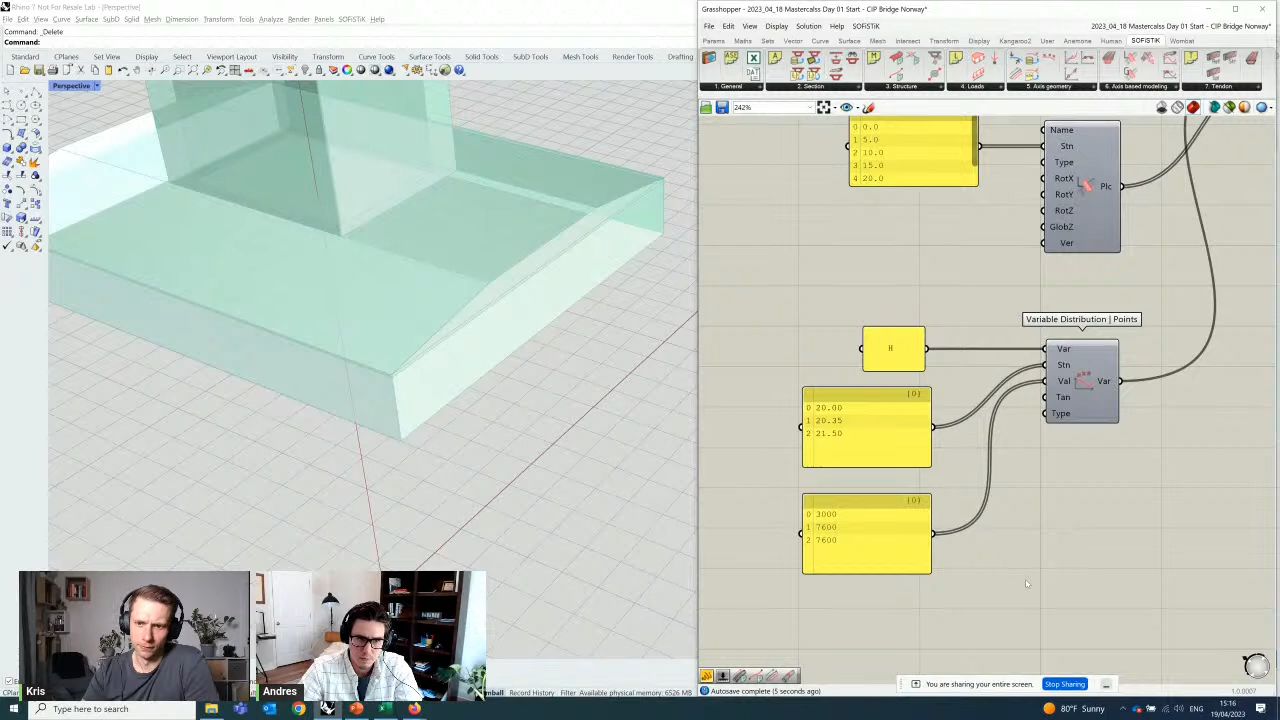 Rhino 7 Not For Resale Lab - [Perspective]
File Edit View Curve Surface Solid SubD Mesh Dimension Transform Tools Analyze Render Panels SOFiSTiK Help
Command: _Delete
Command:
Standard CPlanes Set View Display Select Viewport Layout Visibility Transform Curve Tools Surface Tools Solid Tools SubD Tools Mesh Tools Render Tools Drafting
Perspective
Grasshopper - 2023_04_18 Mastercalss Day 01 Start - CIP Bridge Norway*
File Edit View Display Solution Help SOFiSTiK
2023_04_18 Mastercalss Day 01 Start - CIP Bridge Norway*
Params Maths Sets Vector Curve Surface Mesh Intersect Transform Display Kangaroo2 User Anemone Human SOFiSTiK Wombat
1. General 2. Section 3. Structure 4. Loads 5. Axis geometry 6. Axis based modeling 7. Tendon
242%
0 0.0
1 5.0
2 10.0
3 15.0
4 20.0
Name
Stn
Type
RotX
RotY
RotZ
GlobZ
Ver
Plc
Variable Distribution | Points
H
Var
Stn
Val
Tan
Type
Var
{0}
0 20.00
1 20.35
2 21.50
{0}
0 3000
1 7600
2 7600
Kris
Andres
Record History Filter Available physical memory: 6526 MB
Autosave complete (5 seconds ago)
You are sharing your entire screen.
Stop Sharing
1.0.0007
Type here to search
80°F Sunny
ENG
15:16
19/04/2023